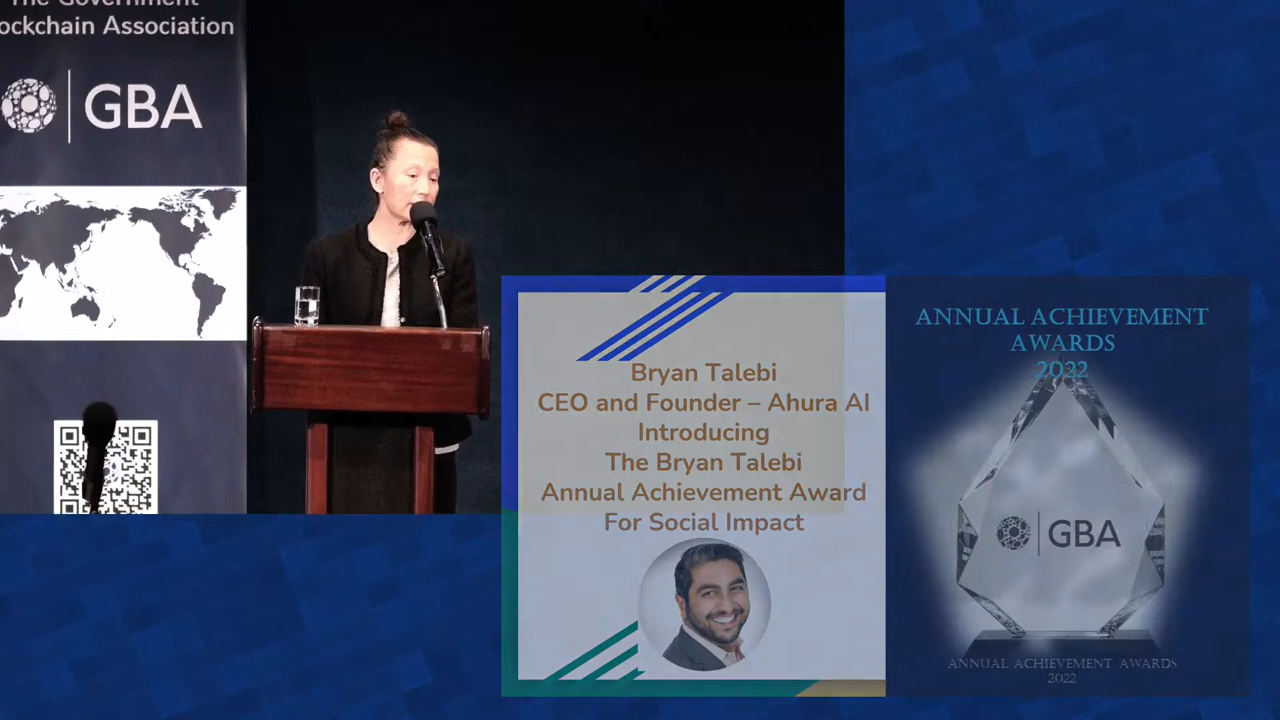 The Government
ockchain Association
GBA
Bryan Talebi
CEO and Founder – Ahura AI
Introducing
The Bryan Talebi
Annual Achievement Award
For Social Impact
ANNUAL ACHIEVEMENT
AWARDS
2022
GBA
ANNUAL ACHIEVEMENT AWARDS
2022